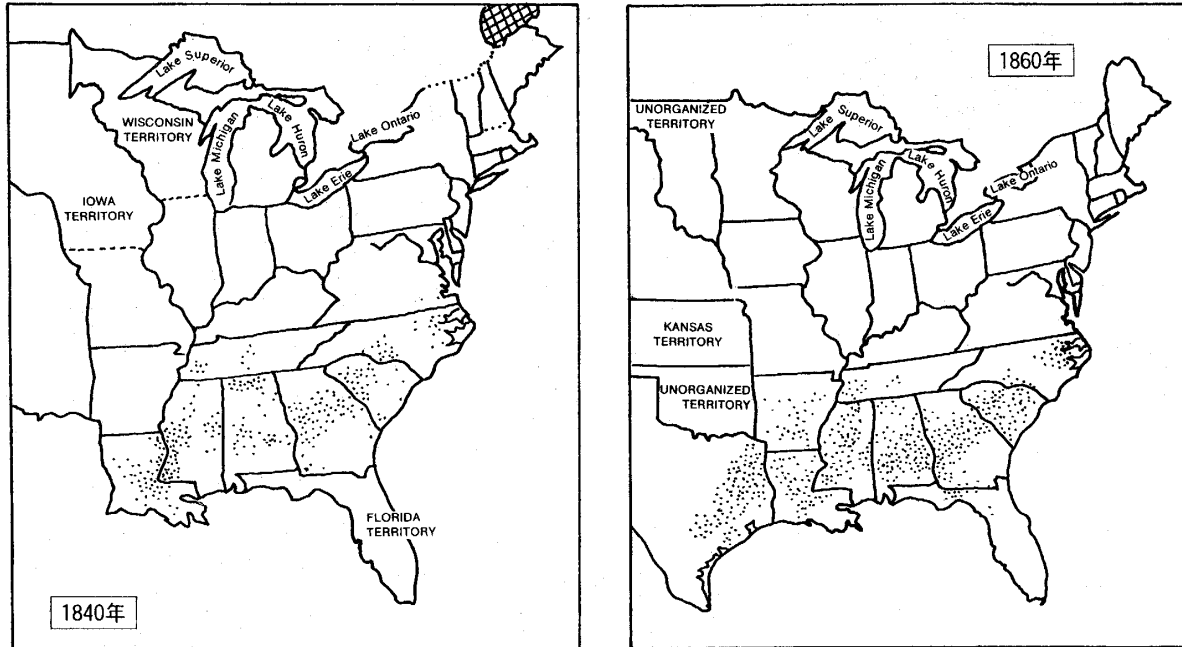 Lake Superior
WISCONSIN
TERRITORY
Lake Michigan
Lake Huron
Lake Ontario
Lake Erie
IOWA
TERRITORY
FLORIDA
TERRITORY
1840年
1860年
UNORGANIZED
TERRITORY
Lake Superior
Lake Michigan
Lake Huron
Lake Ontario
Lake Erie
KANSAS
TERRITORY
UNORGANIZED
TERRITORY